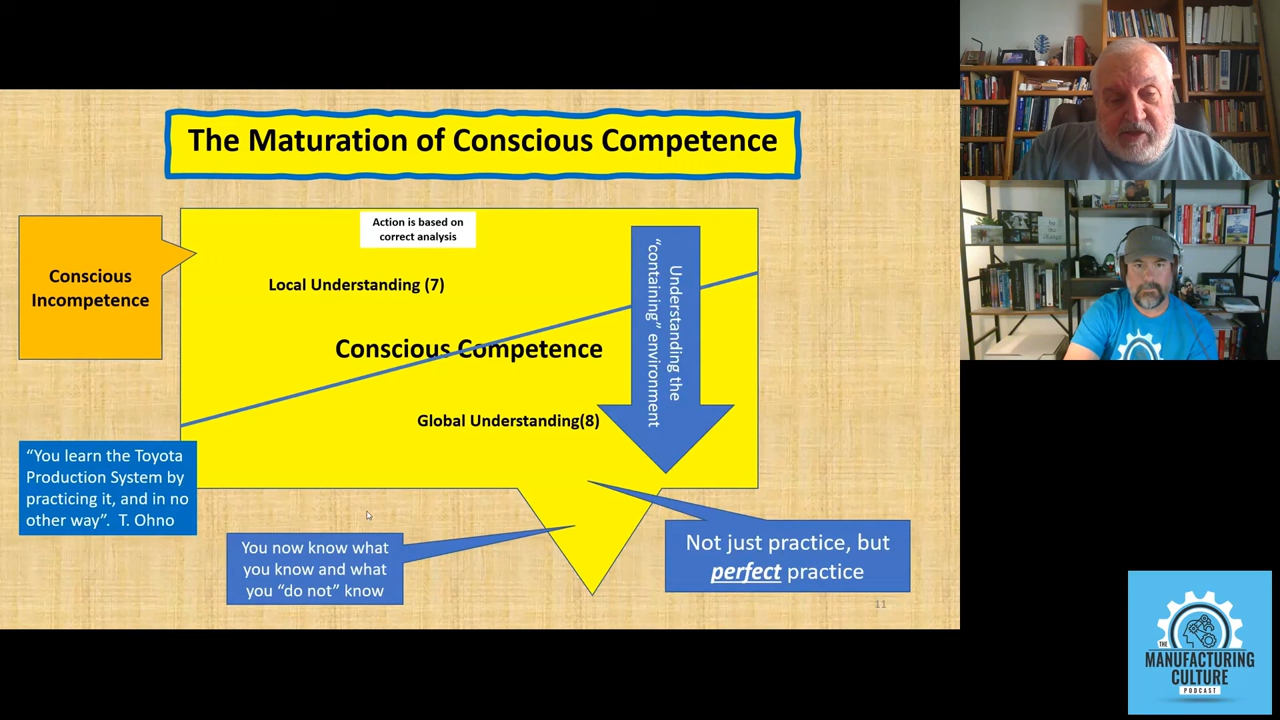 The Maturation of Conscious Competence
Action is based on
correct analysis
Conscious
Incompetence
Local Understanding (7)
Understanding the
“containing” environment
Conscious Competence
Global Understanding(8)
“You learn the Toyota
Production System by
practicing it, and in no
other way”. T. Ohno
You now know what
you know and what
you “do not” know
Not just practice, but
perfect practice
11
THE
MANUFACTURING
CULTURE
PODCAST